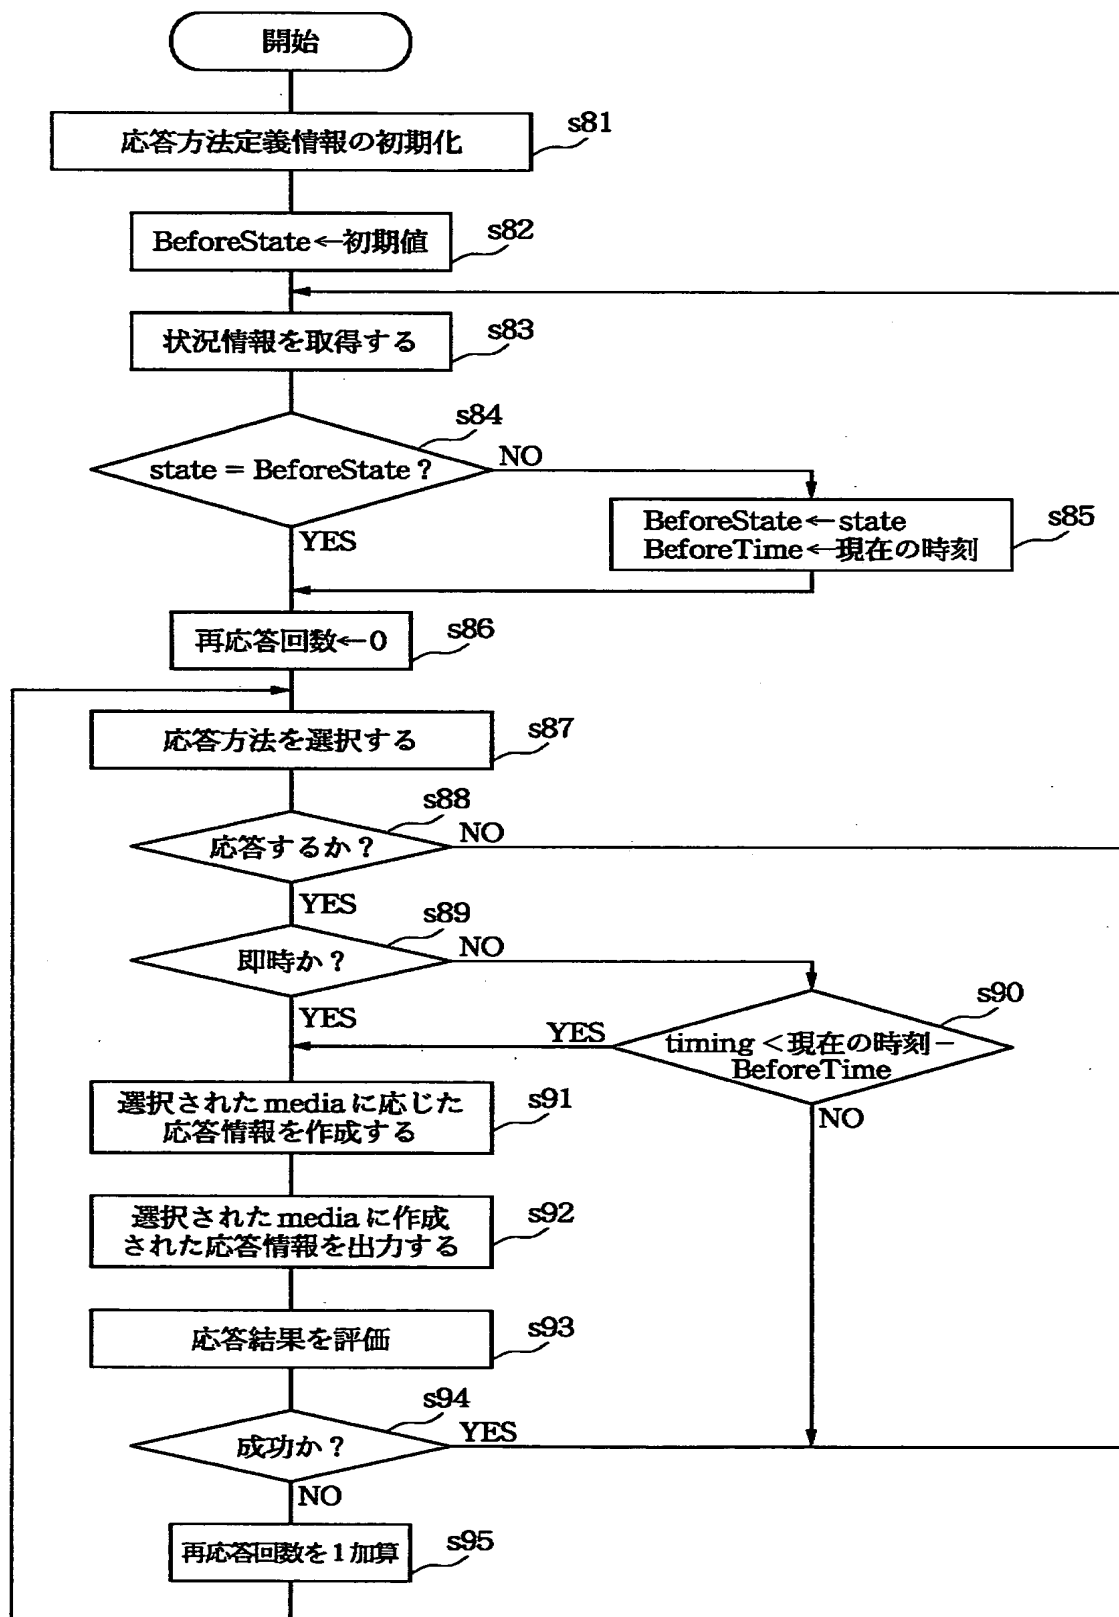 開始
応答方法定義情報の初期化
s81
BeforeState←初期値
s82
状況情報を取得する
s83
s84
state = BeforeState ?
NO
YES
BeforeState←state
BeforeTime←現在の時刻
s85
再応答回数←0
s86
応答方法を選択する
s87
s88
応答するか?
NO
YES
s89
即時か?
NO
YES
s90
YES
timing<現在の時刻−
BeforeTime
NO
選択されたmediaに応じた
応答情報を作成する
s91
選択されたmediaに作成
された応答情報を出力する
s92
応答結果を評価
s93
s94
成功か?
YES
NO
再応答回数を1加算
s95